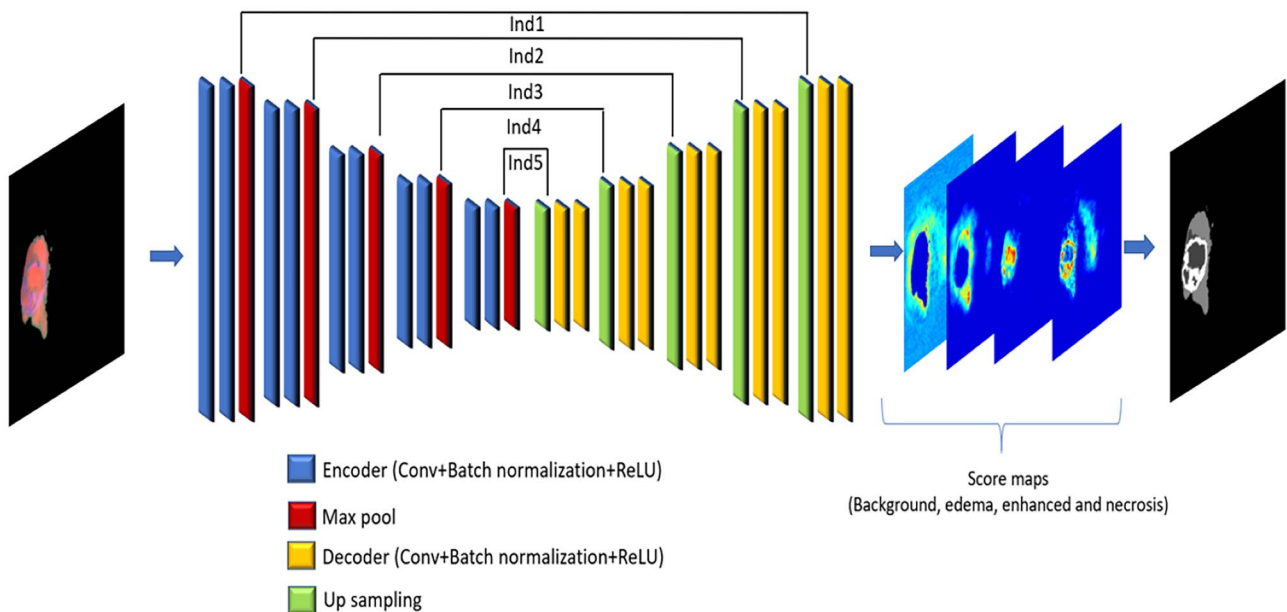 Ind1
Ind2
Ind3
Ind4
Ind5
Encoder (Conv+Batch normalization+ReLU)
Max pool
Decoder (Conv+Batch normalization+ReLU)
Up sampling
Score maps
(Background, edema, enhanced and necrosis)